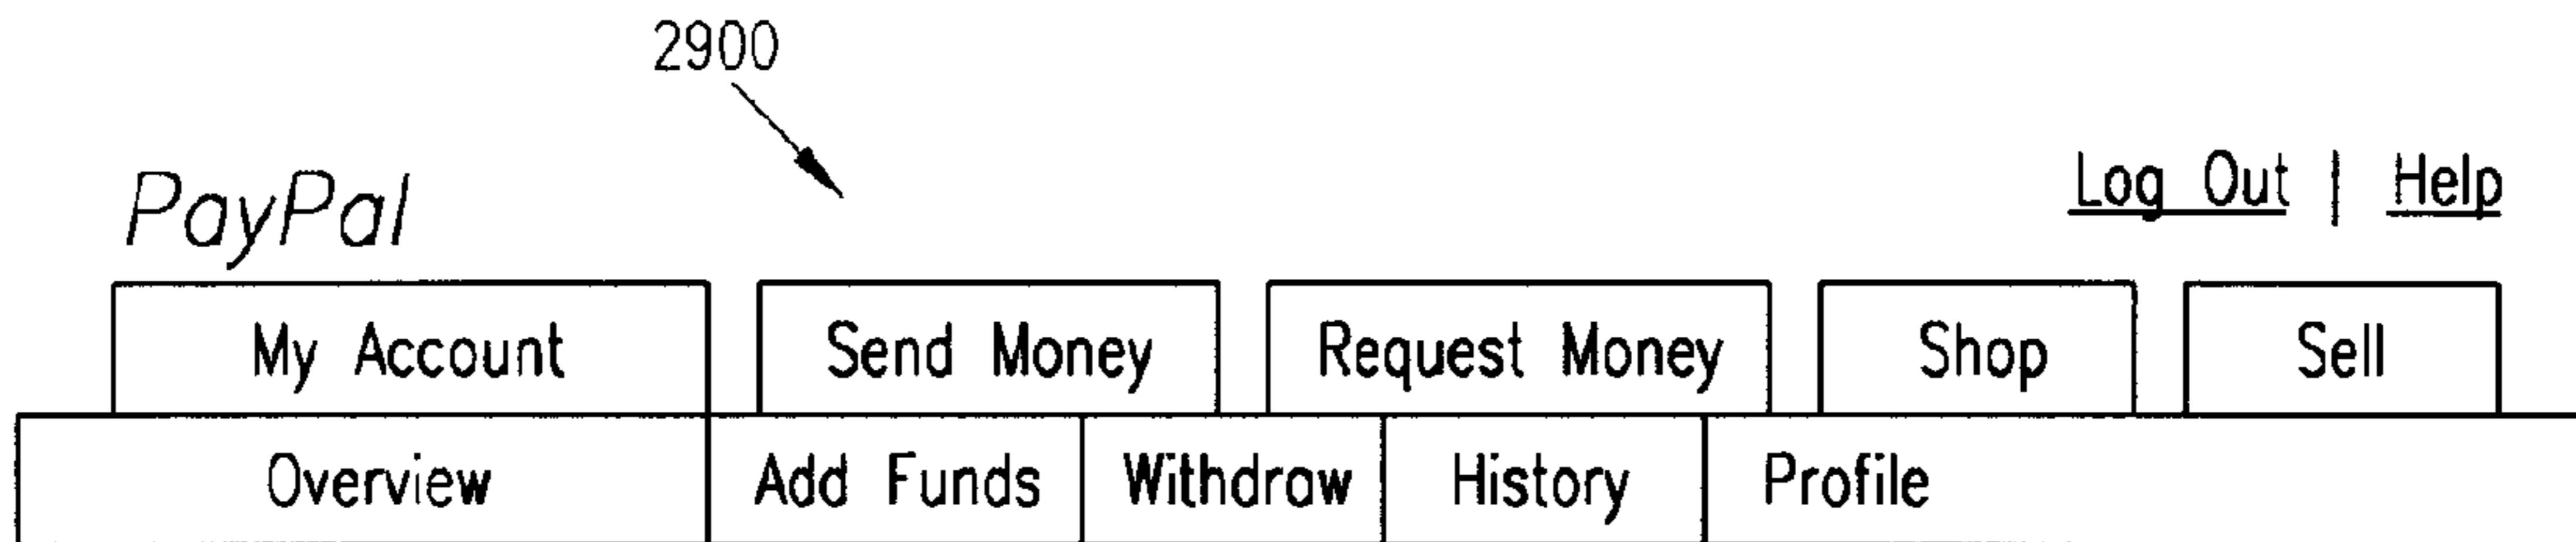 2900
PayPal
Log Out | Help
My Account Send Money Request Money Shop Sell
Overview Add Funds Withdraw History Profile